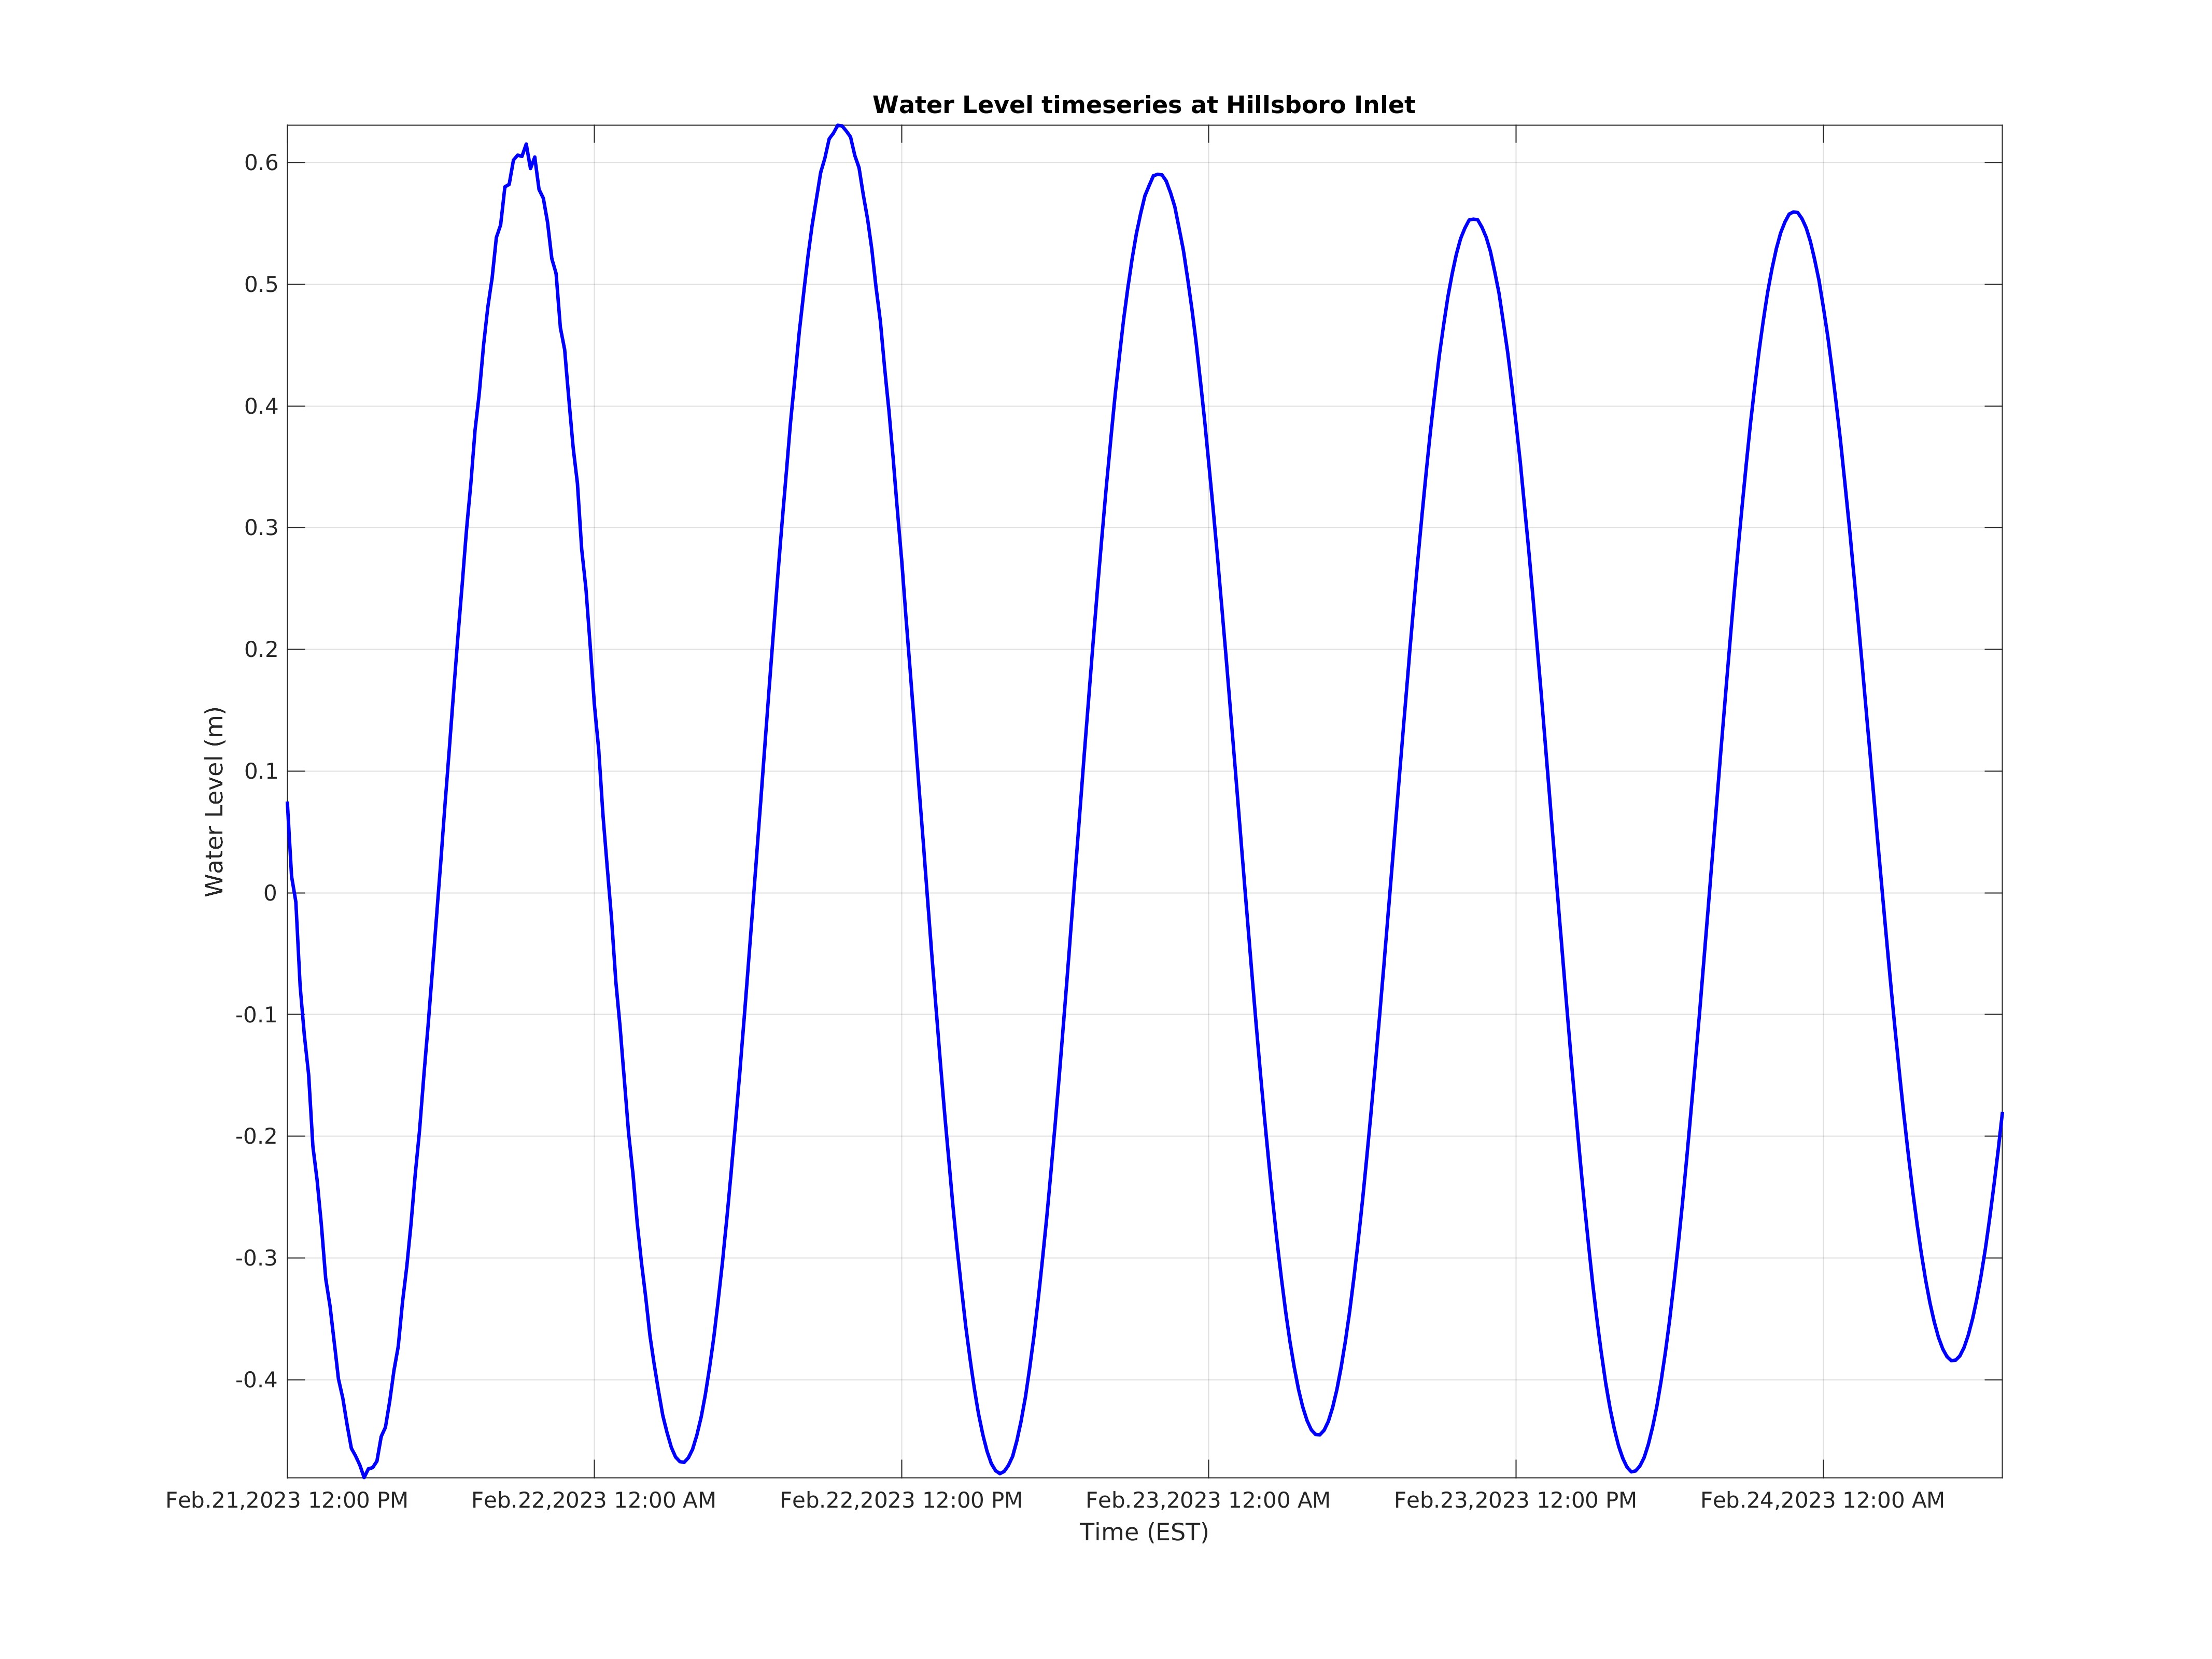 Water Level timeseries at Hillsboro Inlet
0.6
0.5
0.4
0.3
0.2
0.1
0
-0.1
-0.2
-0.3
-0.4
Water Level (m)
Feb.21,2023 12:00 PM Feb.22,2023 12:00 AM Feb.22,2023 12:00 PM Feb.23,2023 12:00 AM Feb.23,2023 12:00 PM Feb.24,2023 12:00 AM
Time (EST)